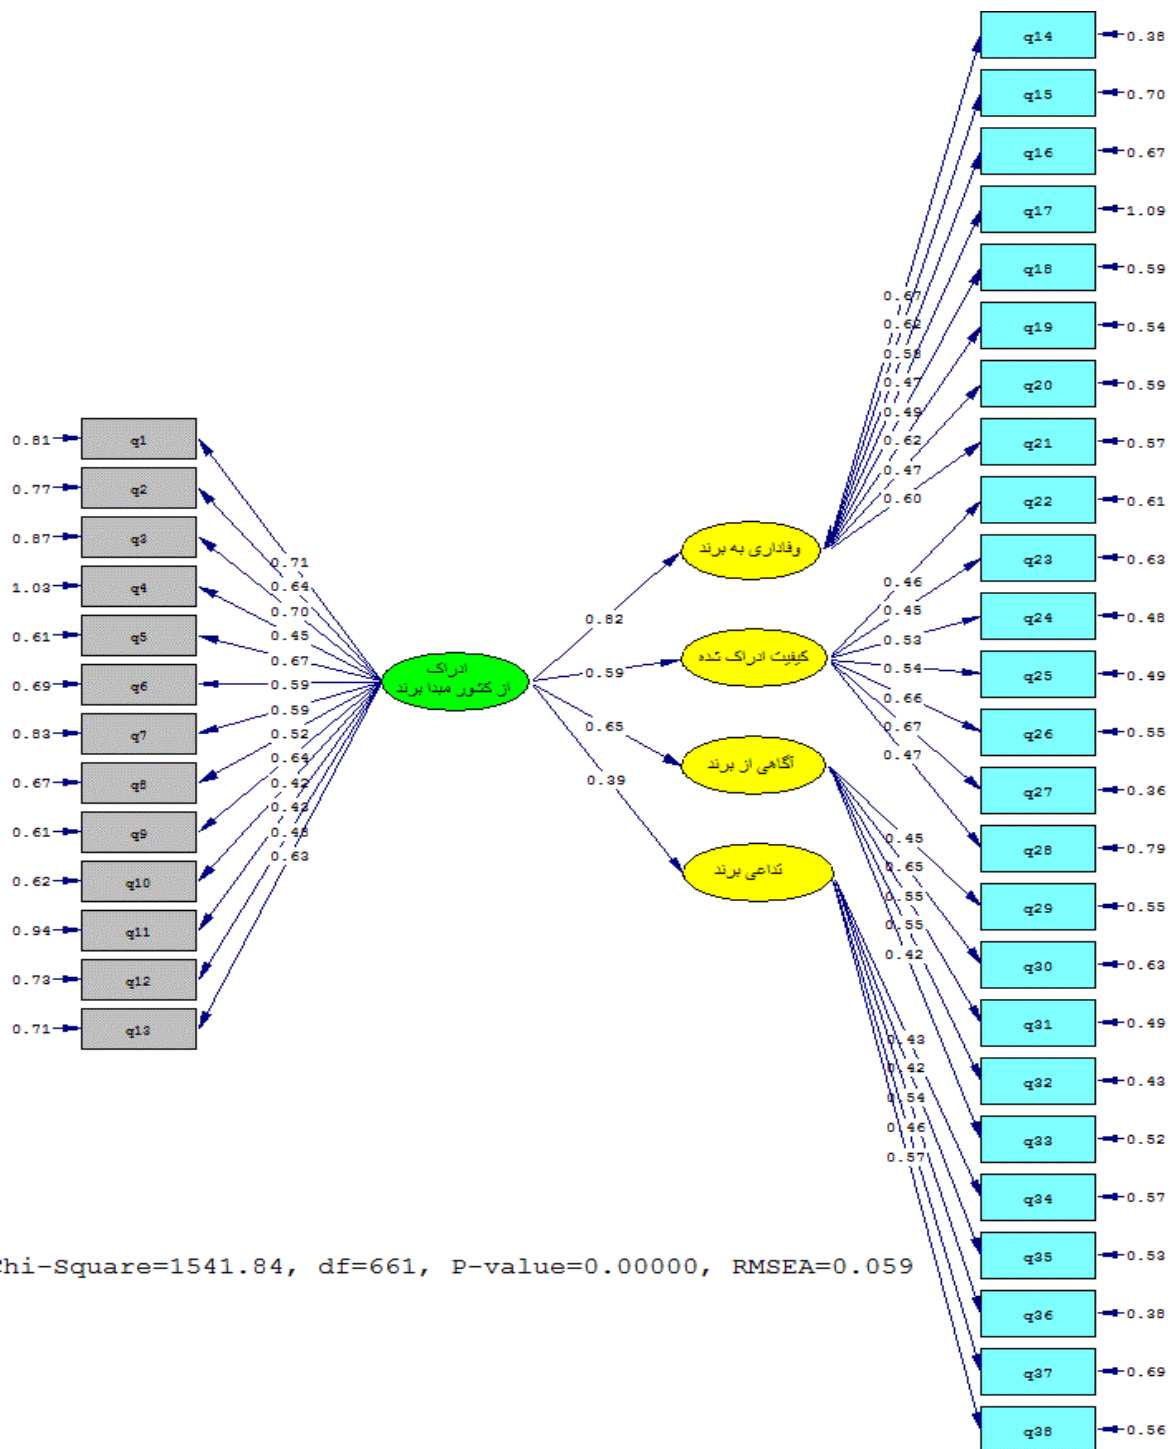 q14
0.38
q15
0.70
q16
0.67
q17
1.09
q18
0.59
q19
0.54
q20
0.59
q21
0.57
q22
0.61
q23
0.63
q24
0.48
q25
0.49
q26
0.55
q27
0.36
q28
0.79
q29
0.55
q30
0.63
q31
0.49
q32
0.43
q33
0.52
q34
0.57
q35
0.53
q36
0.38
q37
0.69
q38
0.56
0.67
0.62
0.58
0.47
0.49
0.62
0.47
0.60
0.46
0.45
0.53
0.54
0.66
0.67
0.47
0.45
0.65
0.55
0.55
0.42
0.43
0.42
0.54
0.46
0.57
وفاداری به برند
کیفیت ادراک شده
آگاهی از برند
تداعی برند
0.82
0.59
0.65
0.39
ادراک
از کشور مبدا برند
0.71
0.64
0.70
0.45
0.67
0.59
0.59
0.52
0.64
0.42
0.43
0.48
0.63
0.81
q1
0.77
q2
0.87
q3
1.03
q4
0.61
q5
0.69
q6
0.83
q7
0.67
q8
0.61
q9
0.62
q10
0.94
q11
0.73
q12
0.71
q13
Chi-Square=1541.84, df=661, P-value=0.00000, RMSEA=0.059